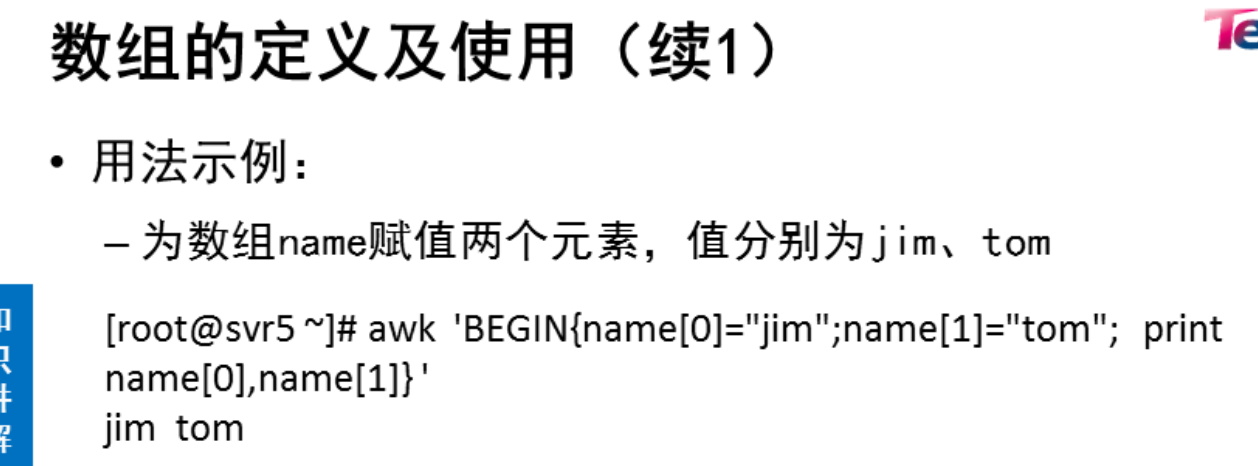 数组的定义及使用（续1）
Te
• 用法示例：
– 为数组name赋值两个元素，值分别为jim、tom
[root@svr5 ~]# awk 'BEGIN{name[0]="jim";name[1]="tom"; print
name[0],name[1]}'
jim tom
解